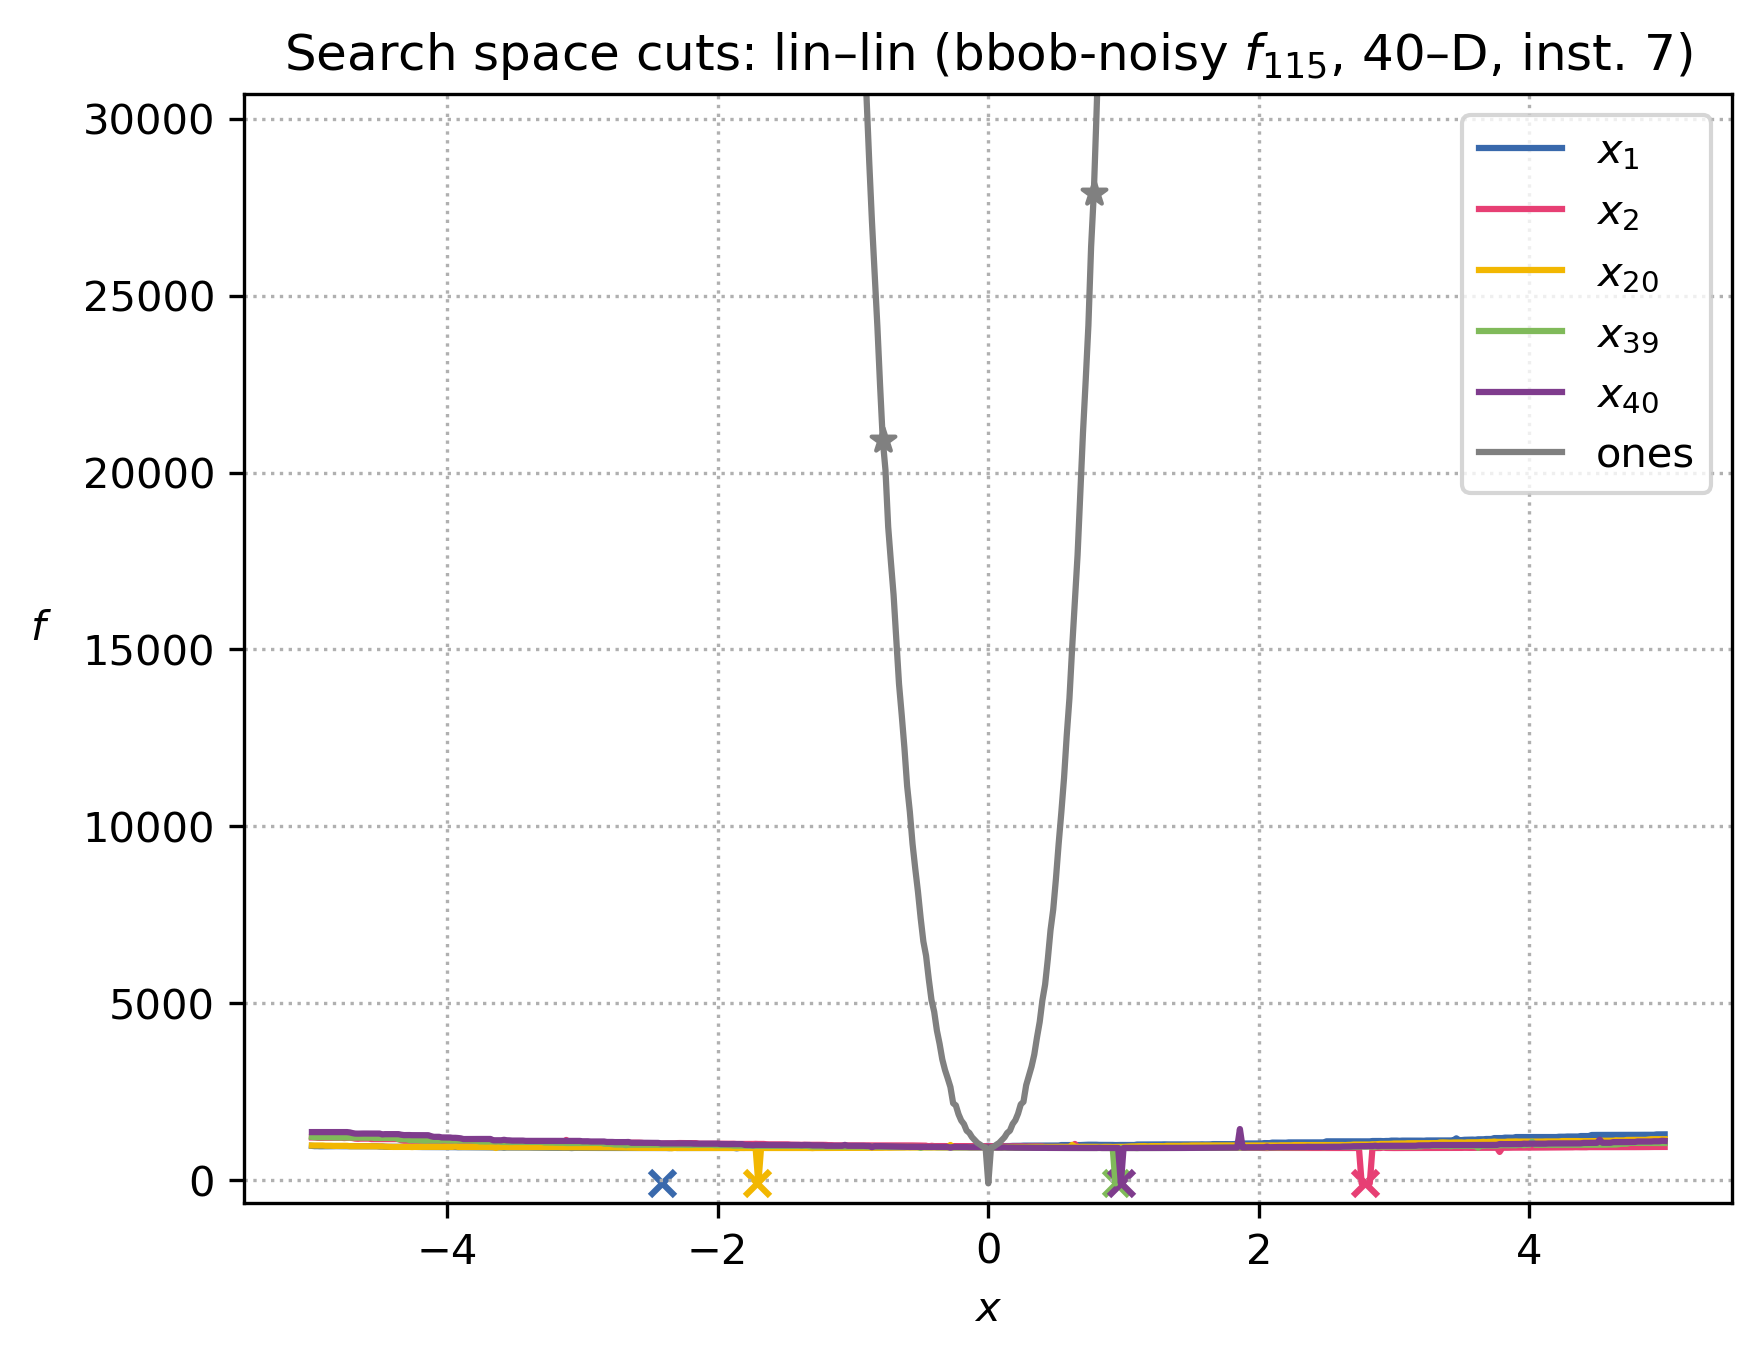 Search space cuts: lin–lin (bbob-noisy f₁₁₅, 40–D, inst. 7)
30000
25000
20000
15000
10000
5000
0
f
−4
−2
0
2
4
x
x₁
x₂
x₂₀
x₃₉
x₄₀
ones